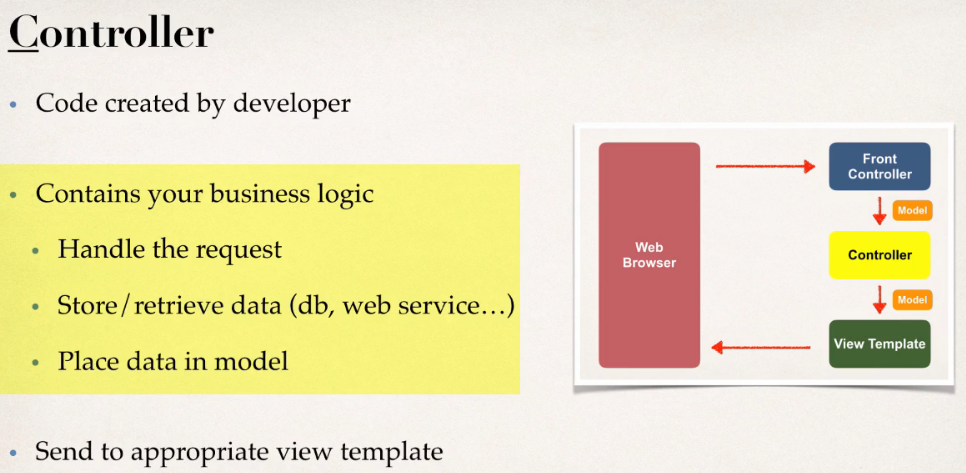 Controller
Code created by developer
Contains your business logic
Handle the request
Store/retrieve data (db, web service…)
Place data in model
Send to appropriate view template
Web
Browser
Front
Controller
Model
Controller
Model
View Template